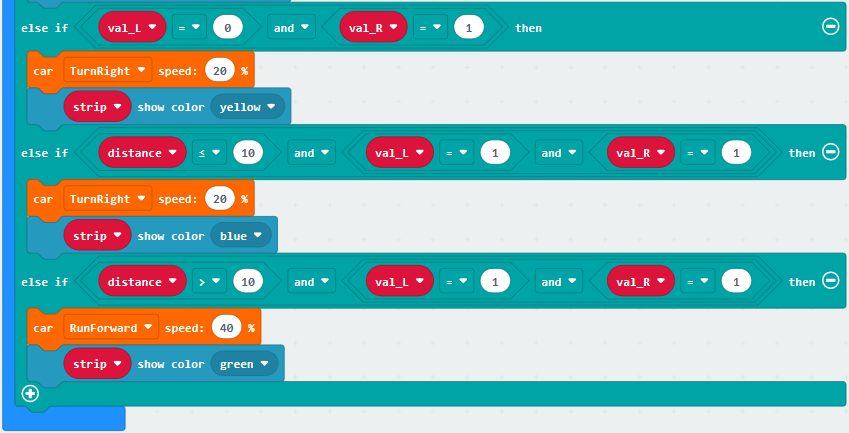 else if val_L = 0 and val_R = 1 then
car TurnRight speed: 20 %
strip show color yellow
else if distance ≤ 10 and val_L = 1 and val_R = 1 then
car TurnRight speed: 20 %
strip show color blue
else if distance > 10 and val_L = 1 and val_R = 1 then
car RunForward speed: 40 %
strip show color green